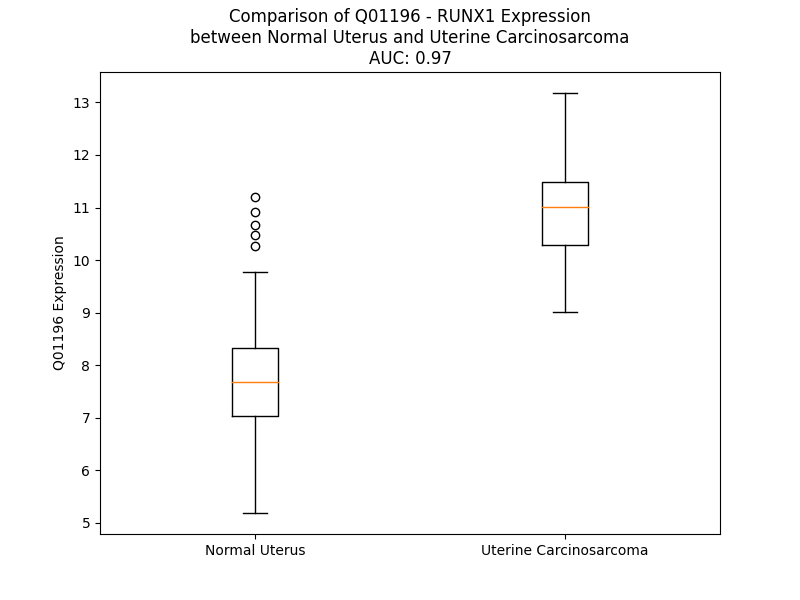 Comparison of Q01196 - RUNX1 Expression
between Normal Uterus and Uterine Carcinosarcoma
AUC: 0.97
13
12
11
10
9
8
7
6
5
Q01196 Expression
Normal Uterus
Uterine Carcinosarcoma